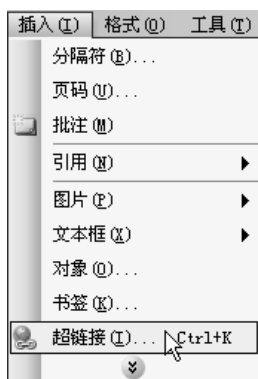 插入(I) 格式(O) 工具(T)
分隔符(B)...
页码(U)...
批注(M)
引用(N)
图片(P)
文本框(X)
对象(O)...
书签(K)...
超链接(I)... Ctrl+K